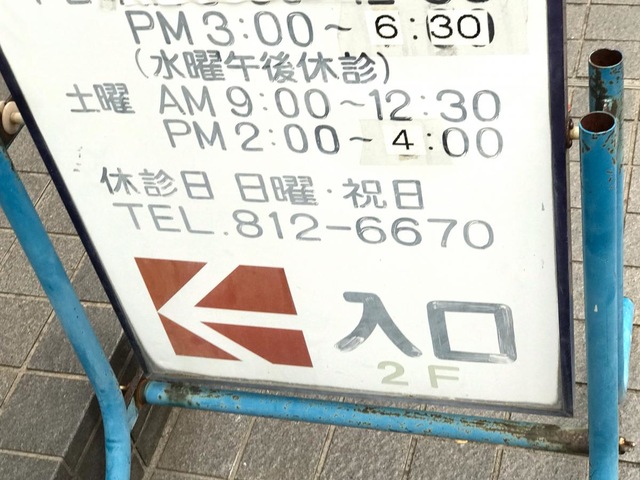 PM 3:00～6:30
(水曜午後休診)
土曜 AM 9:00～12:30
PM 2:00～4:00
休診日 日曜・祝日
TEL.812-6670
入口
2F